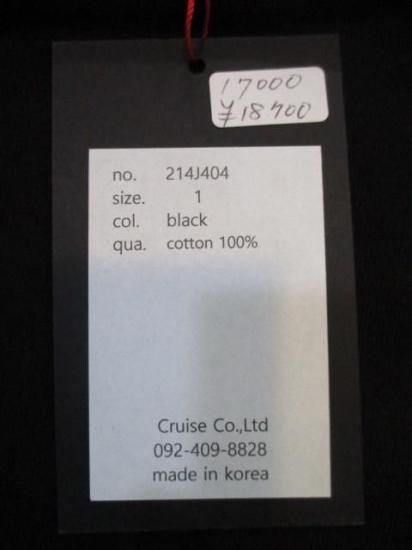 17000
¥18700
no. 214J404
size. 1
col. black
qua. cotton 100%
Cruise Co.,Ltd
092-409-8828
made in korea